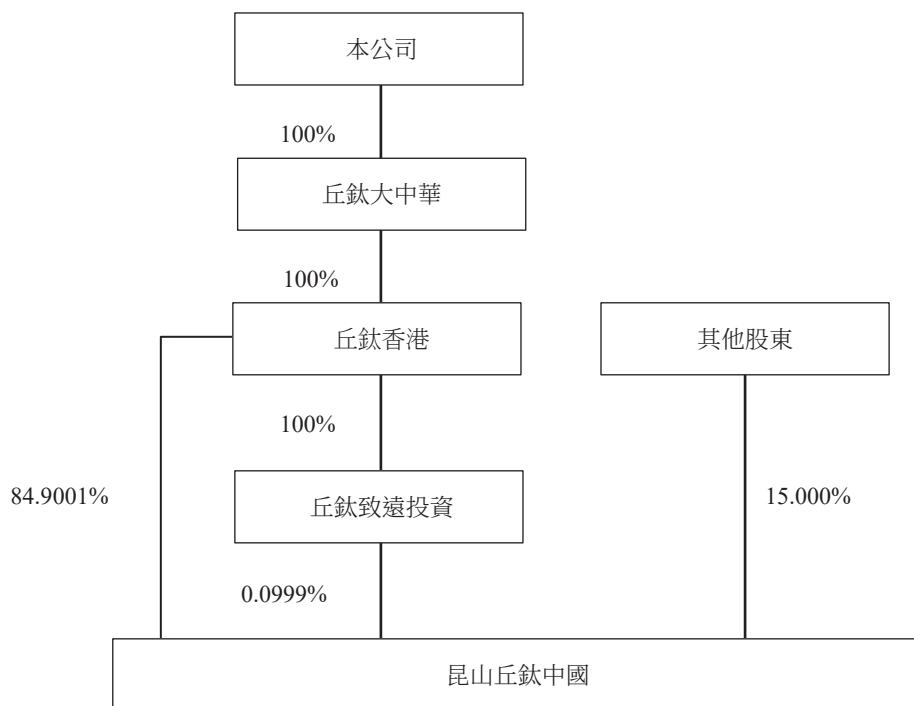 本公司
100%
丘鈦大中華
100%
丘鈦香港
其他股東
100%
84.9001%
丘鈦致遠投資
15.000%
0.0999%
昆山丘鈦中國